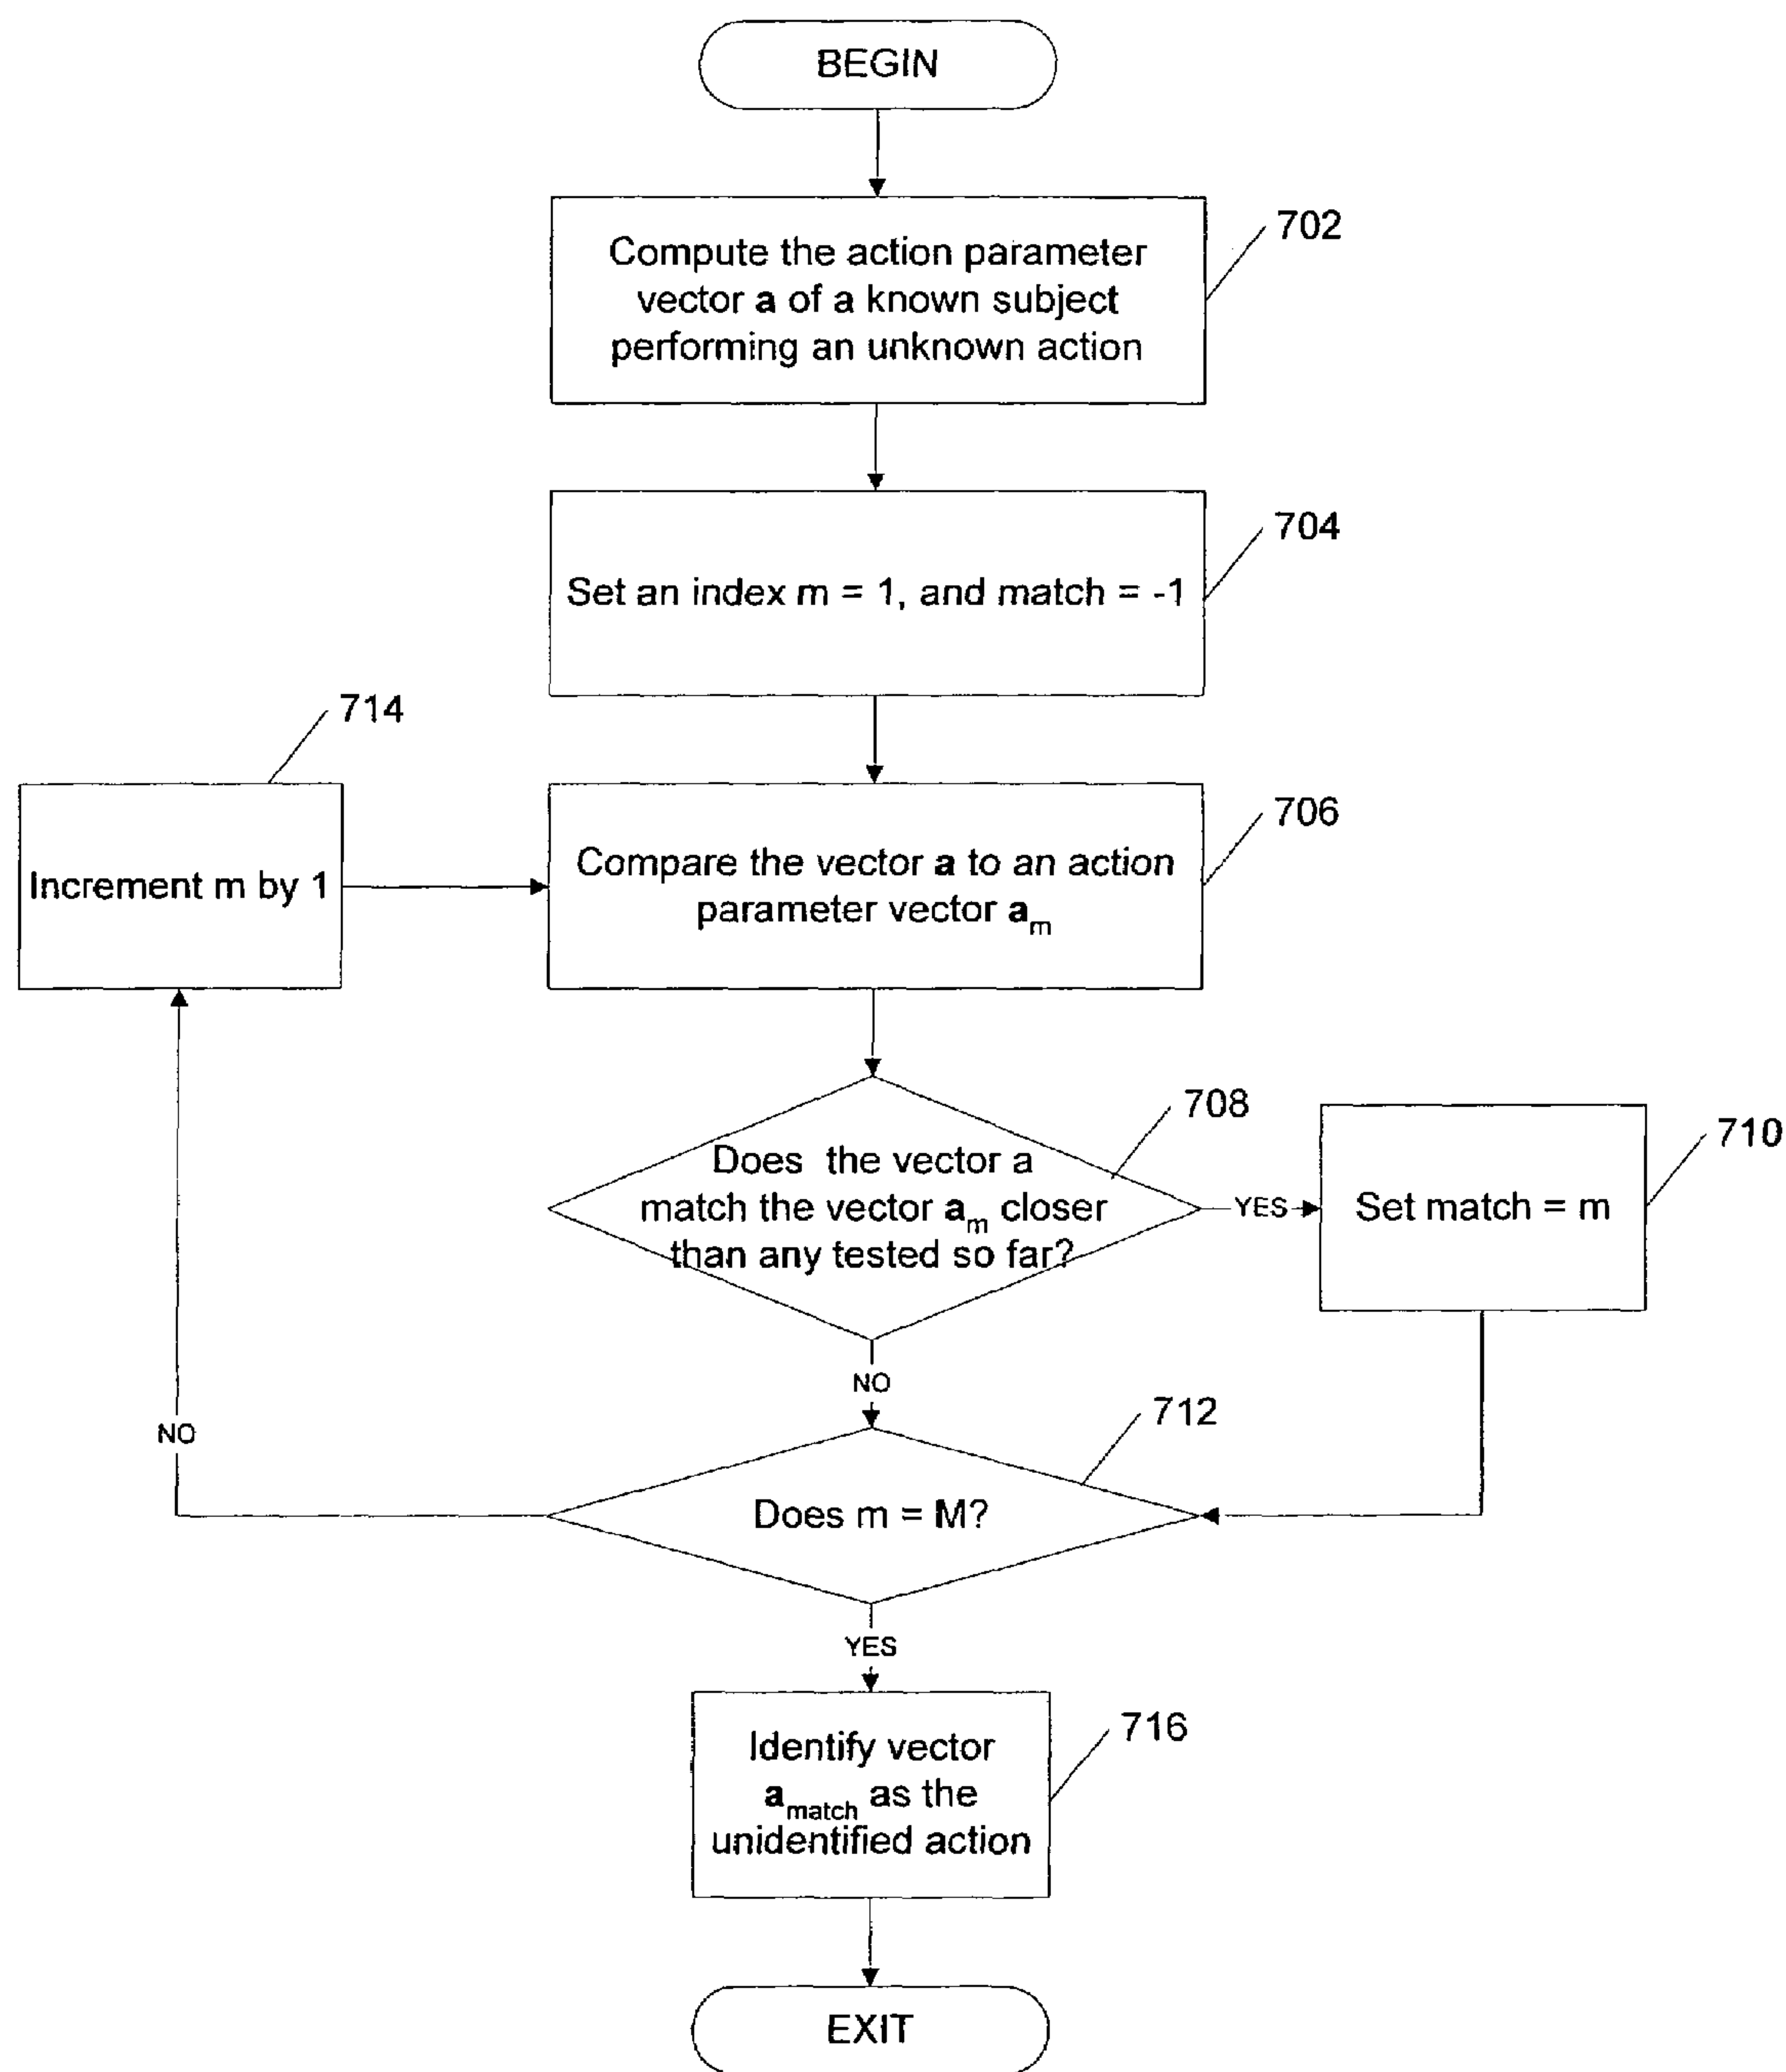 BEGIN
Compute the action parameter
vector a of a known subject
performing an unknown action
702
Set an index m = 1, and match = -1
704
714
Increment m by 1
Compare the vector a to an action
parameter vector am
706
Does the vector a
match the vector am closer
than any tested so far?
708
YES
Set match = m
710
NO
712
NO
Does m = M?
YES
Identify vector
amatch as the
unidentified action
716
EXIT